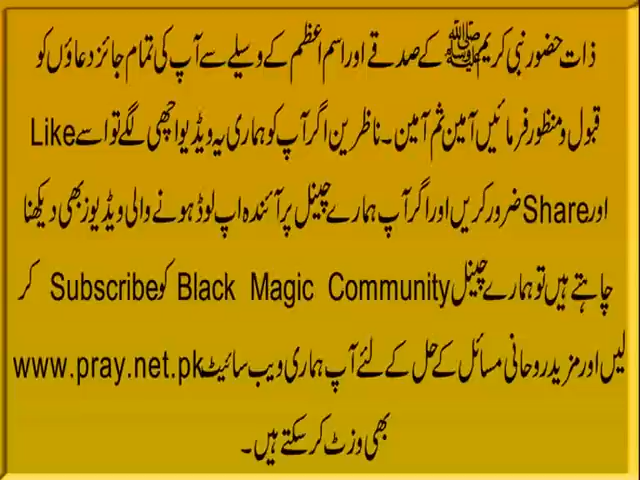 ذات حضور نبی کریم ﷺ کے صدقے اور اسم اعظم کے وسیلے سے آپ کی تمام جائز دعاؤں کو
قبول و منظور فرمائیں آمین ثم آمین۔ ناظرین اگر آپ کو ہماری یہ ویڈیو اچھی لگے تو اسے Like
اور Share ضرور کریں اور اگر آپ ہمارے چینل پر آئندہ اپ لوڈ ہونے والی ویڈیوز بھی دیکھنا
چاہتے ہیں تو ہمارے چینل Black Magic Community کو Subscribe کر
لیں اور مزید روحانی مسائل کے حل کے لئے آپ ہماری ویب سائیٹ www.pray.net.pk
بھی وزٹ کر سکتے ہیں۔